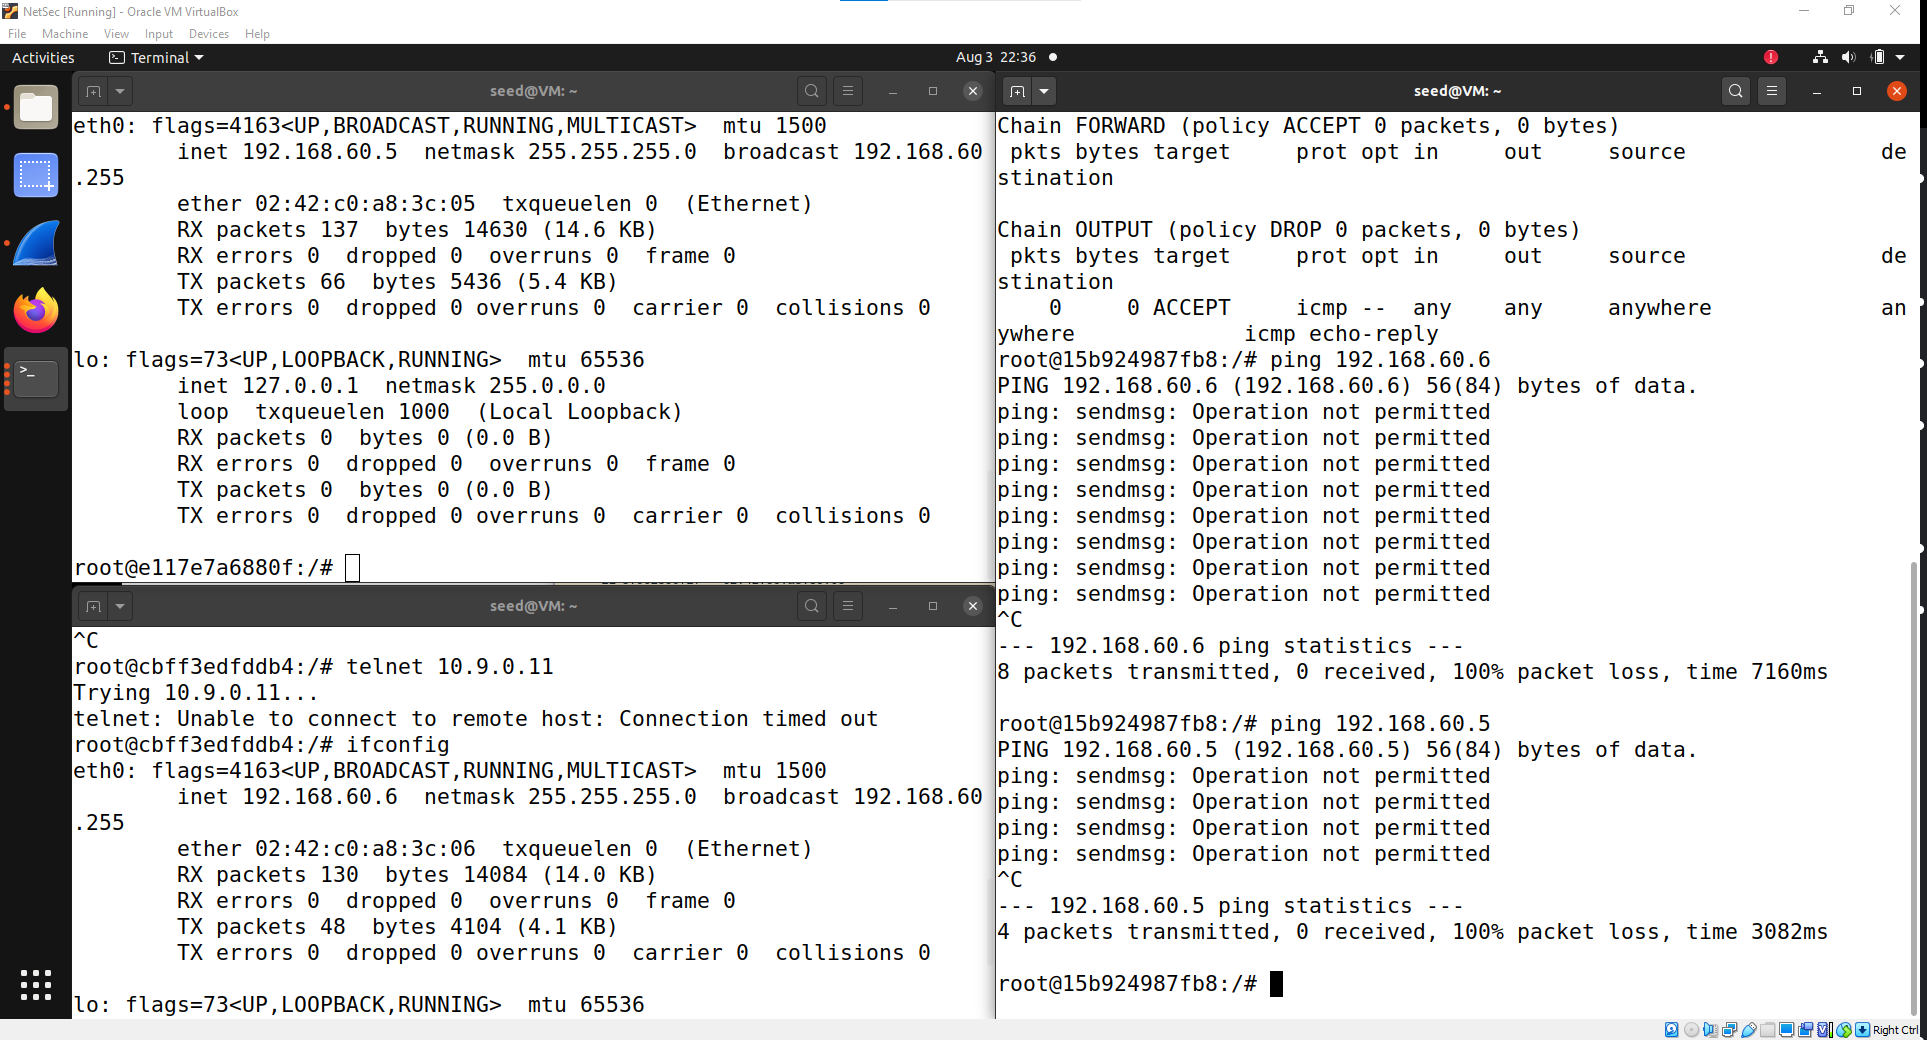 NetSec [Running] - Oracle VM VirtualBox
File Machine View Input Devices Help
Activities Terminal Aug 3 22:36
seed@VM: ~
eth0: flags=4163<UP,BROADCAST,RUNNING,MULTICAST>  mtu 1500
        inet 192.168.60.5  netmask 255.255.255.0  broadcast 192.168.60
.255
        ether 02:42:c0:a8:3c:05  txqueuelen 0  (Ethernet)
        RX packets 137  bytes 14630 (14.6 KB)
        RX errors 0  dropped 0  overruns 0  frame 0
        TX packets 66  bytes 5436 (5.4 KB)
        TX errors 0  dropped 0 overruns 0  carrier 0  collisions 0

lo: flags=73<UP,LOOPBACK,RUNNING>  mtu 65536
        inet 127.0.0.1  netmask 255.0.0.0
        loop  txqueuelen 1000  (Local Loopback)
        RX packets 0  bytes 0 (0.0 B)
        RX errors 0  dropped 0  overruns 0  frame 0
        TX packets 0  bytes 0 (0.0 B)
        TX errors 0  dropped 0 overruns 0  carrier 0  collisions 0

root@e117e7a6880f:/#
seed@VM: ~
^C
root@cbff3edfddb4:/# telnet 10.9.0.11
Trying 10.9.0.11...
telnet: Unable to connect to remote host: Connection timed out
root@cbff3edfddb4:/# ifconfig
eth0: flags=4163<UP,BROADCAST,RUNNING,MULTICAST>  mtu 1500
        inet 192.168.60.6  netmask 255.255.255.0  broadcast 192.168.60
.255
        ether 02:42:c0:a8:3c:06  txqueuelen 0  (Ethernet)
        RX packets 130  bytes 14084 (14.0 KB)
        RX errors 0  dropped 0  overruns 0  frame 0
        TX packets 48  bytes 4104 (4.1 KB)
        TX errors 0  dropped 0 overruns 0  carrier 0  collisions 0

lo: flags=73<UP,LOOPBACK,RUNNING>  mtu 65536
seed@VM: ~
Chain FORWARD (policy ACCEPT 0 packets, 0 bytes)
 pkts bytes target     prot opt in     out     source               de
stination

Chain OUTPUT (policy DROP 0 packets, 0 bytes)
 pkts bytes target     prot opt in     out     source               de
stination
    0     0 ACCEPT     icmp --  any    any     anywhere             an
ywhere             icmp echo-reply
root@15b924987fb8:/# ping 192.168.60.6
PING 192.168.60.6 (192.168.60.6) 56(84) bytes of data.
ping: sendmsg: Operation not permitted
ping: sendmsg: Operation not permitted
ping: sendmsg: Operation not permitted
ping: sendmsg: Operation not permitted
ping: sendmsg: Operation not permitted
ping: sendmsg: Operation not permitted
ping: sendmsg: Operation not permitted
ping: sendmsg: Operation not permitted
^C
--- 192.168.60.6 ping statistics ---
8 packets transmitted, 0 received, 100% packet loss, time 7160ms

root@15b924987fb8:/# ping 192.168.60.5
PING 192.168.60.5 (192.168.60.5) 56(84) bytes of data.
ping: sendmsg: Operation not permitted
ping: sendmsg: Operation not permitted
ping: sendmsg: Operation not permitted
ping: sendmsg: Operation not permitted
^C
--- 192.168.60.5 ping statistics ---
4 packets transmitted, 0 received, 100% packet loss, time 3082ms

root@15b924987fb8:/#
Right Ctrl